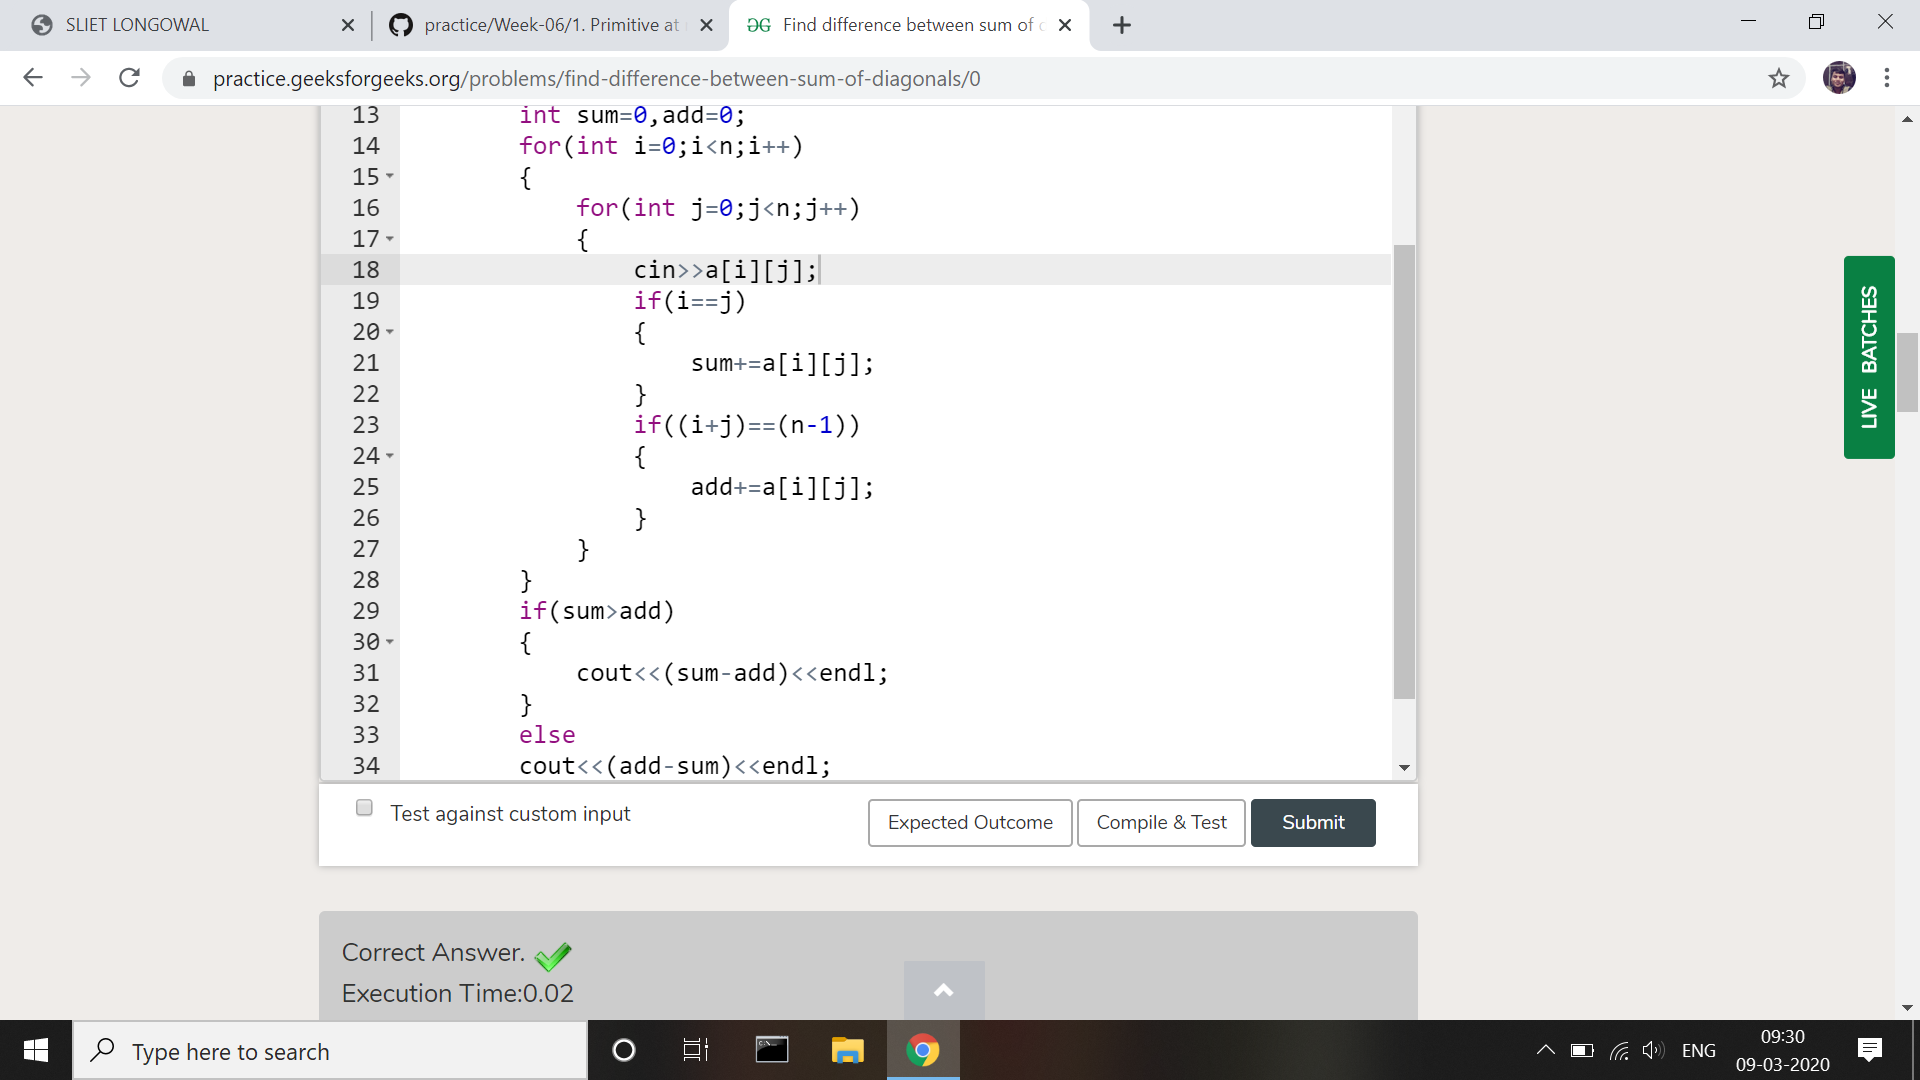 SLIET LONGOWAL
practice/Week-06/1. Primitive at
Find difference between sum of
practice.geeksforgeeks.org/problems/find-difference-between-sum-of-diagonals/0
13 int sum=0,add=0;
14 for(int i=0;i<n;i++)
15 {
16 for(int j=0;j<n;j++)
17 {
18 cin>>a[i][j];
19 if(i==j)
20 {
21 sum+=a[i][j];
22 }
23 if((i+j)==(n-1))
24 {
25 add+=a[i][j];
26 }
27 }
28 }
29 if(sum>add)
30 {
31 cout<<(sum-add)<<endl;
32 }
33 else
34 cout<<(add-sum)<<endl;
LIVE BATCHES
Test against custom input
Expected Outcome
Compile & Test
Submit
Correct Answer.
Execution Time:0.02
Type here to search
ENG
09:30
09-03-2020